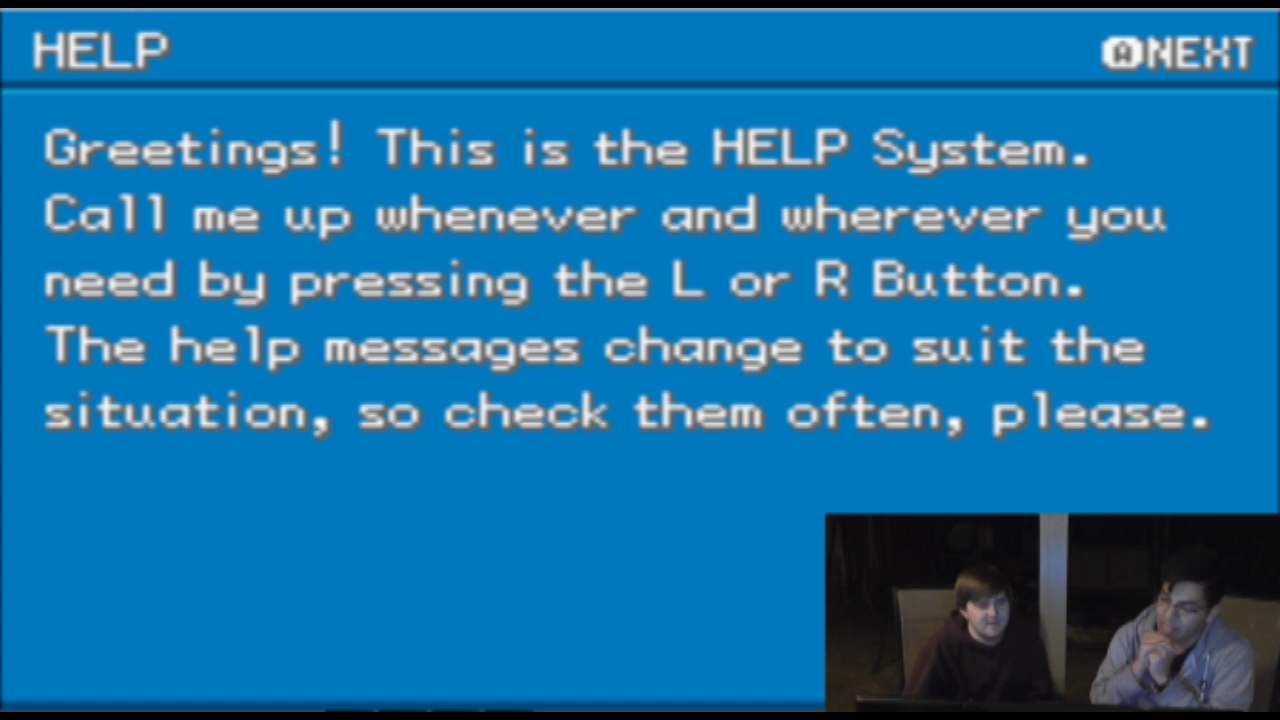 HELP
ⒶNEXT
Greetings! This is the HELP System.
Call me up whenever and wherever you
need by pressing the L or R Button.
The help messages change to suit the
situation, so check them often, please.